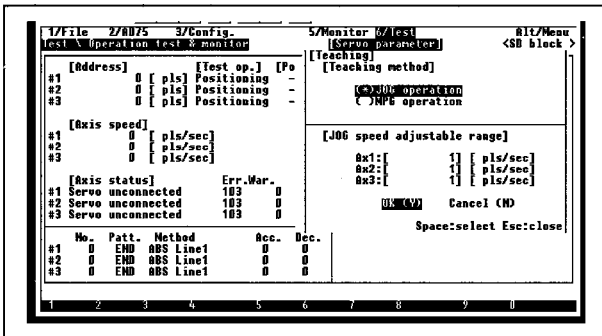 1/File 2/AD75 3/Config. 5/Monitor 6/Test Alt/Menu
Test \ Operation test & monitor [Servo parameter] <SB block >
[Teaching]
[Address] [Test op.] [Po [Teaching method]
#1 0 [ pls] Positioning - (*)JOG operation
#2 0 [ pls] Positioning - ( )MPG operation
#3 0 [ pls] Positioning -
[Axis speed] [JOG speed adjustable range]
#1 0 [ pls/sec]
#2 0 [ pls/sec] Ax1:[ 1] [ pls/sec]
#3 0 [ pls/sec] Ax2:[ 1] [ pls/sec]
Ax3:[ 1] [ pls/sec]
[Axis status] Err.War.
#1 Servo unconnected 103 0 OK (Y) Cancel (N)
#2 Servo unconnected 103 0
#3 Servo unconnected 103 0 Space:select Esc:close
No. Patt. Method Acc. Dec.
#1 0 END ABS Line1 0 0
#2 0 END ABS Line1 0 0
#3 0 END ABS Line1 0 0
1 2 3 4 5 6 7 8 9 0